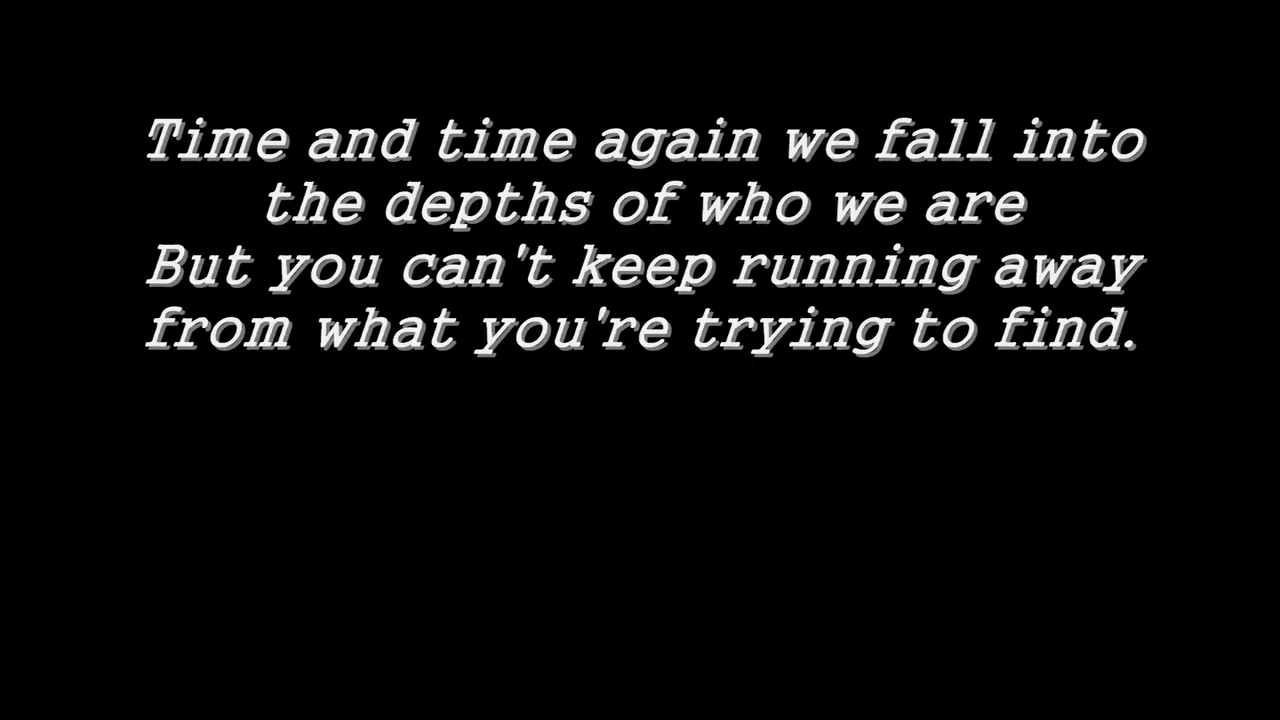 Time and time again we fall into
the depths of who we are
But you can't keep running away
from what you're trying to find.